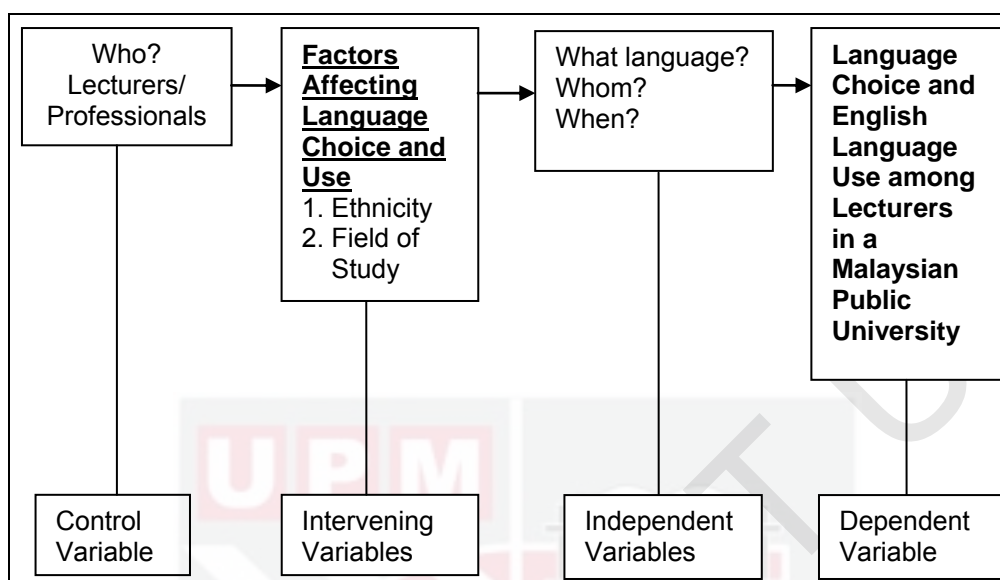 Who?
Lecturers/
Professionals
Factors
Affecting
Language
Choice and
Use
1. Ethnicity
2. Field of
Study
What language?
Whom?
When?
Language
Choice and
English
Language
Use among
Lecturers
in a
Malaysian
Public
University
UPM
T U
Control
Variable
Intervening
Variables
Independent
Variables
Dependent
Variable